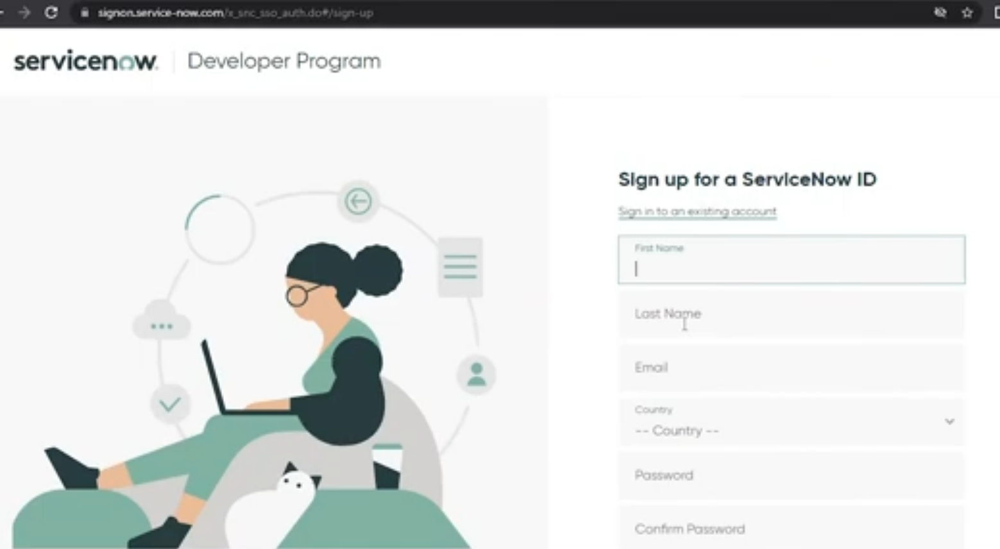 signon.service-now.com/x_snc_sso_auth.do#/sign-up
servicenow. Developer Program
Sign up for a ServiceNow ID
Sign in to an existing account
First Name
Last Name
Email
Country
-- Country --
Password
Confirm Password